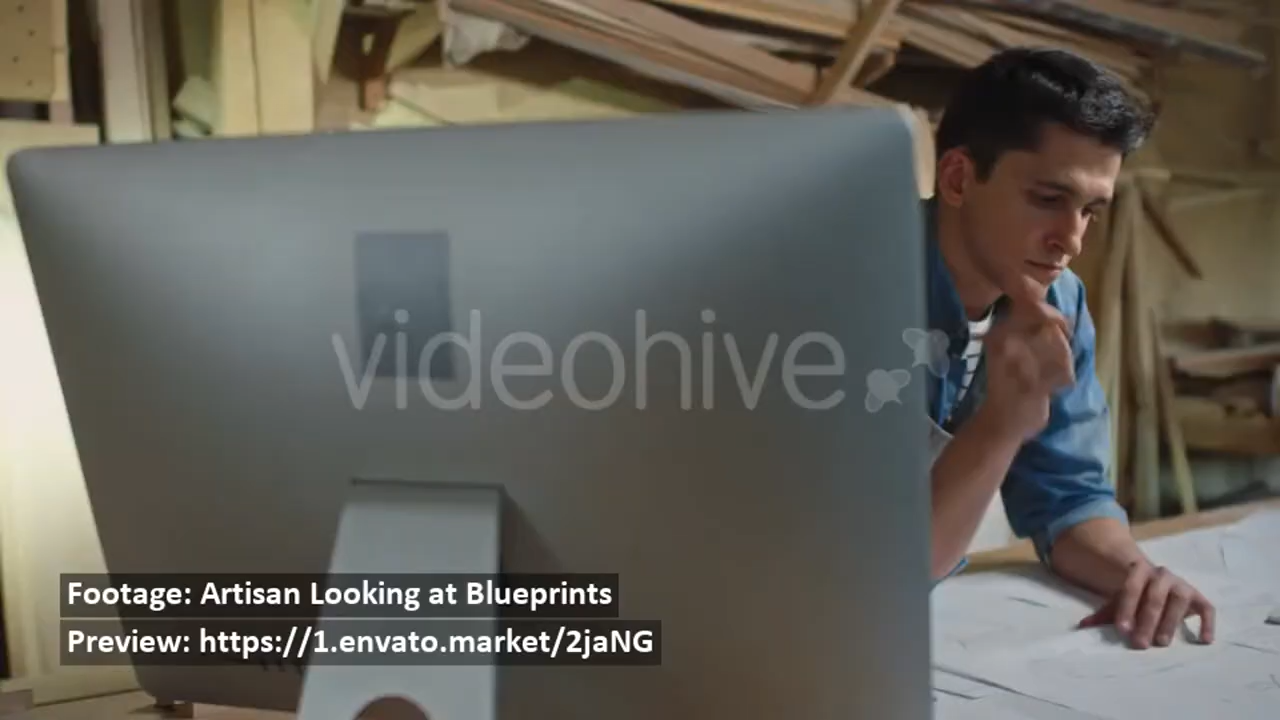 videohive
Footage: Artisan Looking at Blueprints
Preview: https://1.envato.market/2jaNG